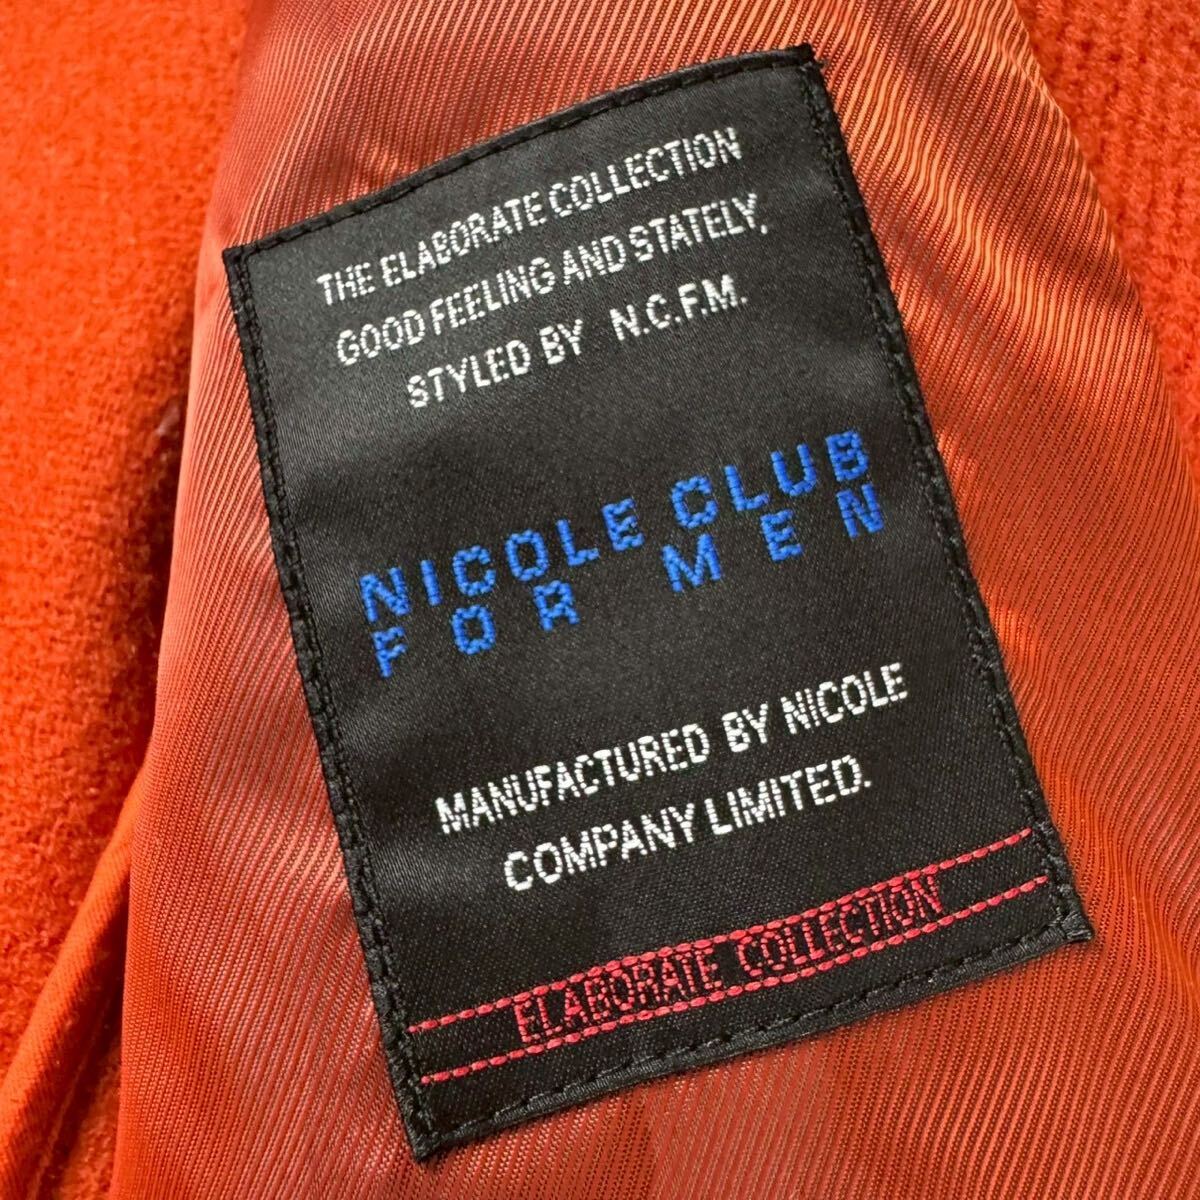 THE ELABORATE COLLECTION
GOOD FEELING AND STATELY,
STYLED BY N.C.F.M.
NICOLE CLUB
FOR MEN
MANUFACTURED BY NICOLE
COMPANY LIMITED.
ELABORATE COLLECTION